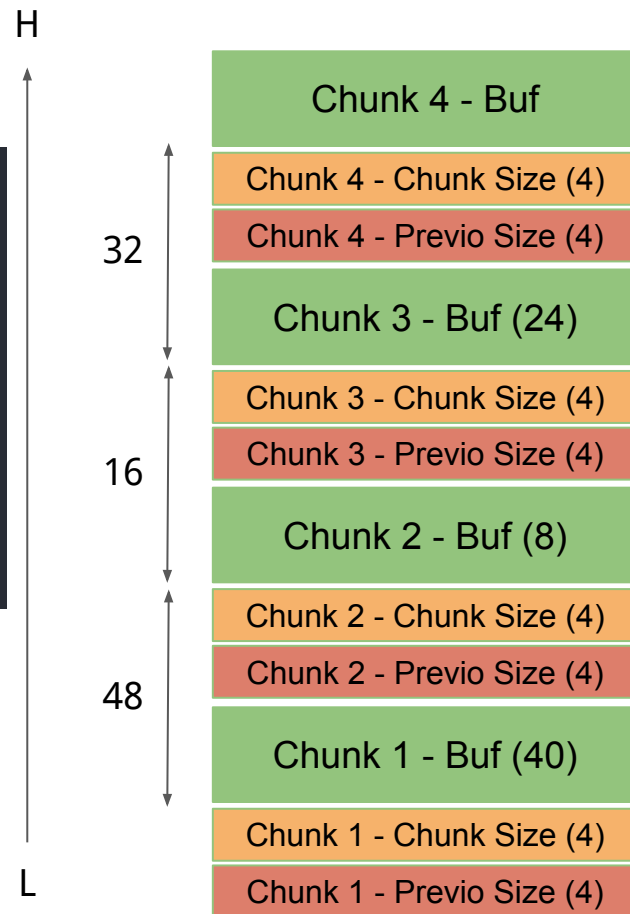 H
Chunk 4 - Buf
Chunk 4 - Chunk Size (4)
Chunk 4 - Previo Size (4)
32
Chunk 3 - Buf (24)
Chunk 3 - Chunk Size (4)
Chunk 3 - Previo Size (4)
16
Chunk 2 - Buf (8)
Chunk 2 - Chunk Size (4)
Chunk 2 - Previo Size (4)
48
Chunk 1 - Buf (40)
Chunk 1 - Chunk Size (4)
L
Chunk 1 - Previo Size (4)